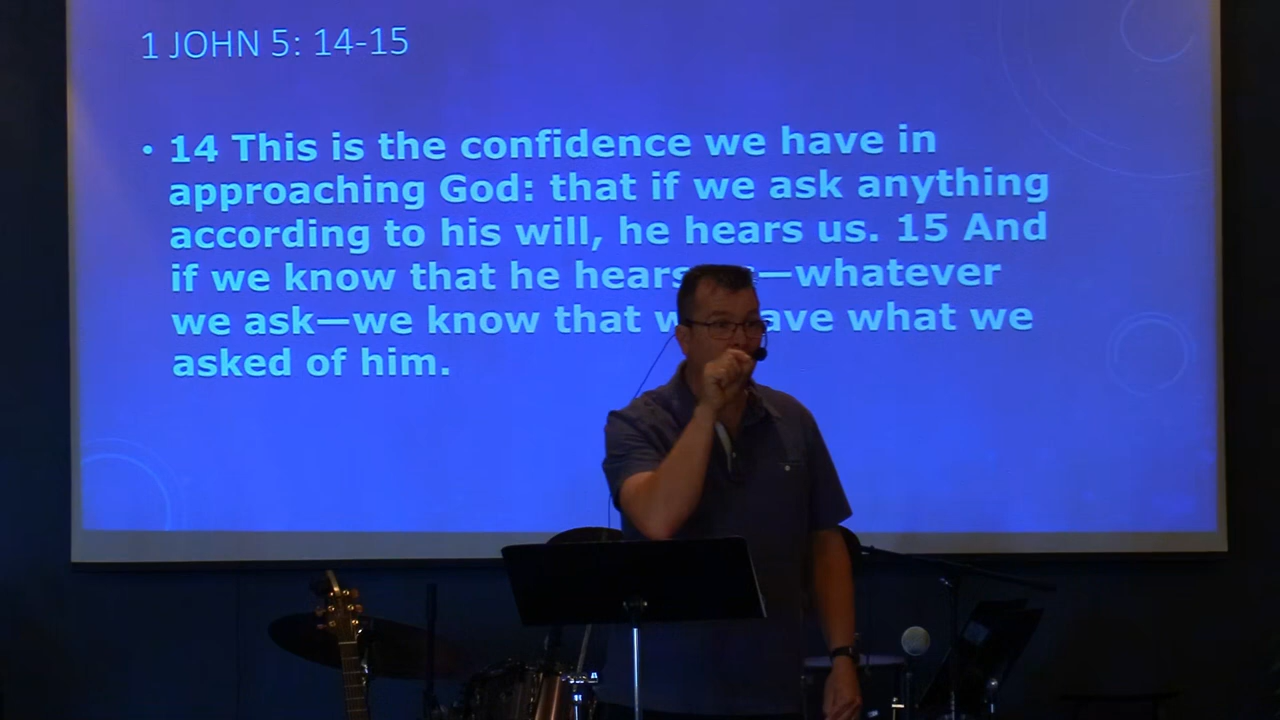 1 JOHN 5: 14-15
• 14 This is the confidence we have in
approaching God: that if we ask anything
according to his will, he hears us. 15 And
if we know that he hears —whatever
we ask—we know that what we
asked of him.